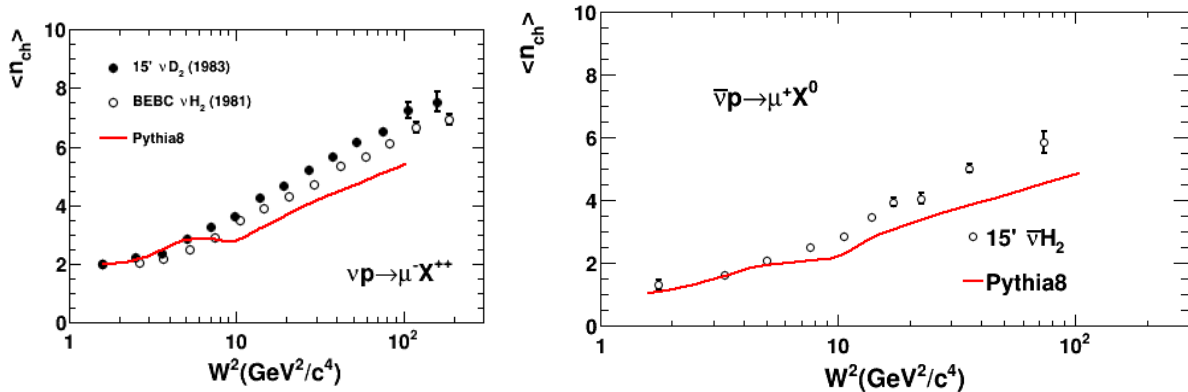 10
8
6
4
2
0
<n_ch>
15' νD₂ (1983)
BEBC νH₂ (1981)
Pythia8
νp→μ⁻X⁺⁺
1
10
10²
W²(GeV²/c⁴)
10
8
6
4
2
0
<n_ch>
ν̅p→μ⁺X⁰
15' ν̅H₂
Pythia8
1
10
10²
W²(GeV²/c⁴)